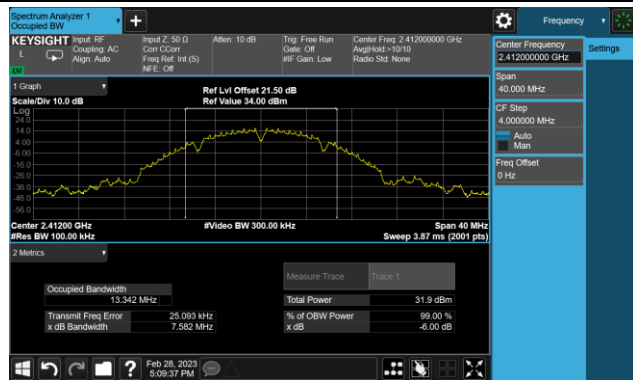 Spectrum Analyzer 1
Occupied BW
Frequency
KEYSIGHT
L
LXI
Input: RF
Coupling: AC
Align: Auto
Input Z: 50 Ω
Corr CCorr
Freq Ref: Int (S)
NFE: Off
Atten: 10 dB
Trig: Free Run
Gate: Off
#IF Gain: Low
Center Freq: 2.412000000 GHz
Avg|Hold:>10/10
Radio Std: None
Center Frequency
2.412000000 GHz
Settings
Span
40.000 MHz
CF Step
4.000000 MHz
Auto
Man
Freq Offset
0 Hz
1 Graph
Scale/Div 10.0 dB
Ref Lvl Offset 21.50 dB
Ref Value 34.00 dBm
Log
24.0
14.0
4.00
-6.00
-16.0
-26.0
-36.0
-46.0
-56.0
Center 2.41200 GHz
#Video BW 300.00 kHz
Span 40 MHz
#Res BW 100.00 kHz
Sweep 3.87 ms (2001 pts)
2 Metrics
Measure Trace
Trace 1
Occupied Bandwidth
13.342 MHz
Total Power
31.9 dBm
Transmit Freq Error
25.093 kHz
% of OBW Power
99.00 %
x dB Bandwidth
7.582 MHz
x dB
-6.00 dB
?
Feb 28, 2023
5:09:37 PM